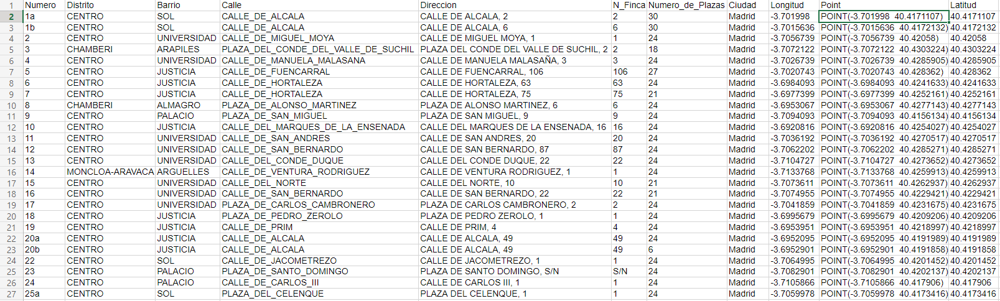 1 Numero Distrito Barrio Calle Direccion N_Finca Numero_de_Plazas Ciudad Longitud Point Latitud
2 1a CENTRO SOL CALLE_DE_ALCALA CALLE DE ALCALA, 2 2 30 Madrid -3.701998 POINT(-3.701998 40.4171107) 40.4171107
3 1b CENTRO SOL CALLE_DE_ALCALA CALLE DE ALCALA, 6 6 30 Madrid -3.7015636 POINT(-3.7015636 40.4172132) 40.4172132
4 2 CENTRO UNIVERSIDAD CALLE_DE_MIGUEL_MOYA CALLE DE MIGUEL MOYA, 1 1 24 Madrid -3.7056739 POINT(-3.7056739 40.42058) 40.42058
5 3 CHAMBERI ARAPILES PLAZA_DEL_CONDE_DEL_VALLE_DE_SUCHIL PLAZA DEL CONDE DEL VALLE DE SUCHIL, 2 2 18 Madrid -3.7072122 POINT(-3.7072122 40.4303224) 40.4303224
6 4 CENTRO UNIVERSIDAD CALLE_DE_MANUELA_MALASANA CALLE DE MANUELA MALASAÑA, 3 3 24 Madrid -3.7026739 POINT(-3.7026739 40.4285905) 40.4285905
7 5 CENTRO JUSTICIA CALLE_DE_FUENCARRAL CALLE DE FUENCARRAL, 106 106 27 Madrid -3.7020743 POINT(-3.7020743 40.428362) 40.428362
8 6 CENTRO JUSTICIA CALLE_DE_HORTALEZA CALLE DE HORTALEZA, 63 63 24 Madrid -3.6984093 POINT(-3.6984093 40.4241633) 40.4241633
9 7 CENTRO JUSTICIA CALLE_DE_HORTALEZA CALLE DE HORTALEZA, 75 75 21 Madrid -3.6977399 POINT(-3.6977399 40.4252161) 40.4252161
10 8 CHAMBERI ALMAGRO PLAZA_DE_ALONSO_MARTINEZ PLAZA DE ALONSO MARTINEZ, 6 6 24 Madrid -3.6953067 POINT(-3.6953067 40.4277143) 40.4277143
11 9 CENTRO PALACIO PLAZA_DE_SAN_MIGUEL PLAZA DE SAN MIGUEL, 9 9 24 Madrid -3.7094093 POINT(-3.7094093 40.4156134) 40.4156134
12 10 CENTRO JUSTICIA CALLE_DEL_MARQUES_DE_LA_ENSENADA CALLE DEL MARQUES DE LA ENSENADA, 16 16 24 Madrid -3.6920816 POINT(-3.6920816 40.4254027) 40.4254027
13 11 CENTRO UNIVERSIDAD CALLE_DE_SAN_ANDRES CALLE DE SAN ANDRES, 20 20 24 Madrid -3.7036192 POINT(-3.7036192 40.4270517) 40.4270517
14 12 CENTRO UNIVERSIDAD CALLE_DE_SAN_BERNARDO CALLE DE SAN BERNARDO, 87 87 24 Madrid -3.7062202 POINT(-3.7062202 40.4285271) 40.4285271
15 13 CENTRO UNIVERSIDAD CALLE_DEL_CONDE_DUQUE CALLE DEL CONDE DUQUE, 22 22 24 Madrid -3.7104727 POINT(-3.7104727 40.4273652) 40.4273652
16 14 MONCLOA-ARAVACA ARGUELLES CALLE_DE_VENTURA_RODRIGUEZ CALLE DE VENTURA RODRIGUEZ, 1 1 24 Madrid -3.7133768 POINT(-3.7133768 40.4259913) 40.4259913
17 15 CENTRO UNIVERSIDAD CALLE_DEL_NORTE CALLE DEL NORTE, 10 10 21 Madrid -3.7073611 POINT(-3.7073611 40.4262937) 40.4262937
18 16 CENTRO UNIVERSIDAD CALLE_DE_SAN_BERNARDO CALLE DE SAN BERNARDO, 22 22 21 Madrid -3.7074955 POINT(-3.7074955 40.4229421) 40.4229421
19 17 CENTRO UNIVERSIDAD PLAZA_DE_CARLOS_CAMBRONERO PLAZA DE CARLOS CAMBRONERO, 2 2 24 Madrid -3.7041859 POINT(-3.7041859 40.4231675) 40.4231675
20 18 CENTRO JUSTICIA PLAZA_DE_PEDRO_ZEROLO PLAZA DE PEDRO ZEROLO, 1 1 24 Madrid -3.6995679 POINT(-3.6995679 40.4209206) 40.4209206
21 19 CENTRO JUSTICIA CALLE_DE_PRIM CALLE DE PRIM, 4 4 24 Madrid -3.6953951 POINT(-3.6953951 40.4218997) 40.4218997
22 20a CENTRO JUSTICIA CALLE_DE_ALCALA CALLE DE ALCALA, 49 49 24 Madrid -3.6952095 POINT(-3.6952095 40.4191989) 40.4191989
23 20b CENTRO JUSTICIA CALLE_DE_ALCALA CALLE DE ALCALA, 49 49 6 Madrid -3.6952901 POINT(-3.6952901 40.4191858) 40.4191858
24 22 CENTRO SOL CALLE_DE_JACOMETREZO CALLE DE JACOMETREZO, 1 1 24 Madrid -3.7064995 POINT(-3.7064995 40.4201452) 40.4201452
25 23 CENTRO PALACIO PLAZA_DE_SANTO_DOMINGO PLAZA DE SANTO DOMINGO, S/N S/N 24 Madrid -3.7082901 POINT(-3.7082901 40.4202137) 40.4202137
26 24 CENTRO PALACIO CALLE_DE_CARLOS_III CALLE DE CARLOS III, 1 1 24 Madrid -3.7105866 POINT(-3.7105866 40.417906) 40.417906
27 25a CENTRO SOL PLAZA_DEL_CELENQUE PLAZA DEL CELENQUE, 1 1 24 Madrid -3.7059978 POINT(-3.7059978 40.4173416) 40.4173416